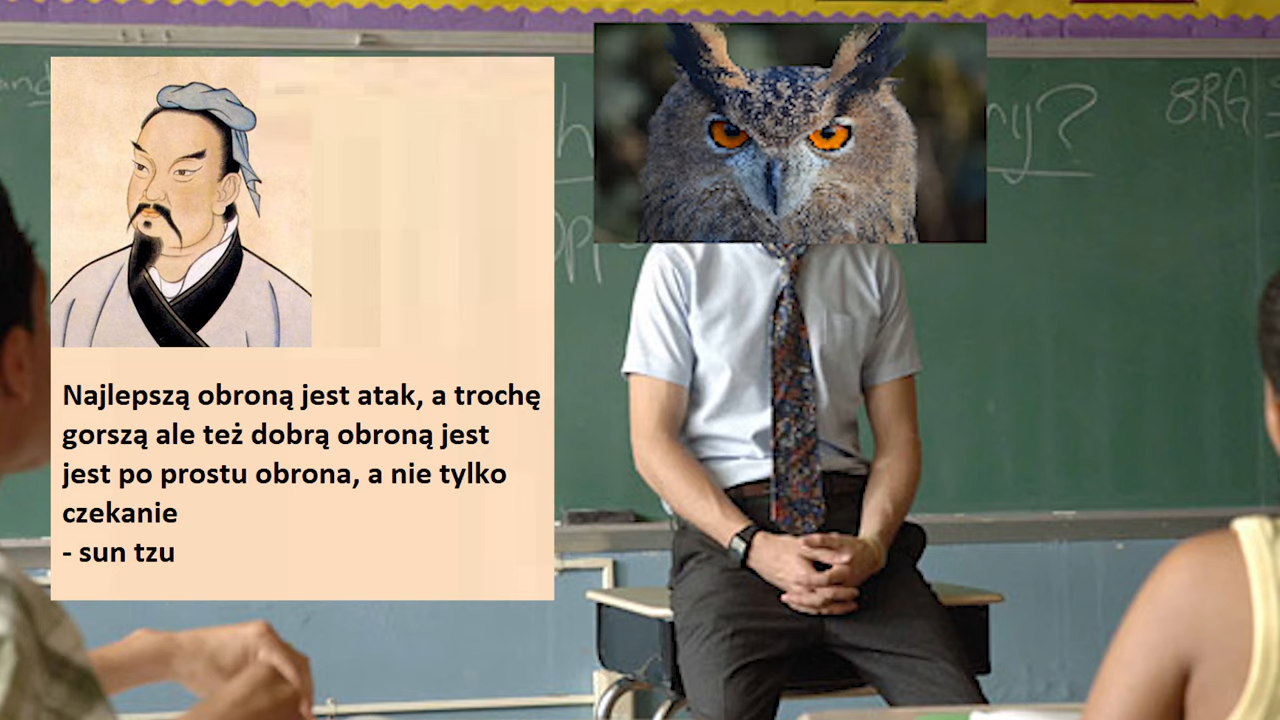 Najlepszą obroną jest atak, a trochę
gorszą ale też dobrą obroną jest
jest po prostu obrona, a nie tylko
czekanie
- sun tzu
8RG